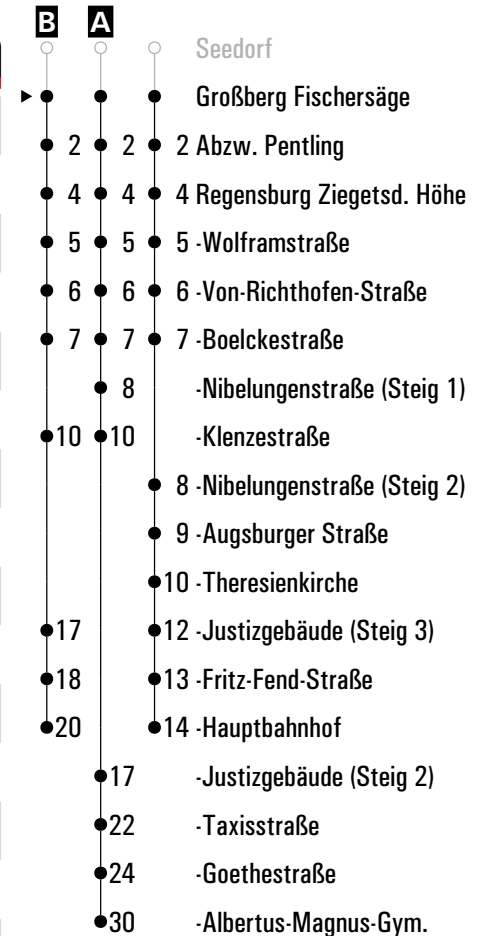 B A
Seedorf
Großberg Fischersäge
2 2 2 Abzw. Pentling
4 4 4 Regensburg Ziegetsd. Höhe
5 5 5 -Wolframstraße
6 6 6 -Von-Richthofen-Straße
7 7 7 -Boelckestraße
8 -Nibelungenstraße (Steig 1)
10 10 -Klenzestraße
8 -Nibelungenstraße (Steig 2)
9 -Augsburger Straße
10 -Theresienkirche
17 12 -Justizgebäude (Steig 3)
18 13 -Fritz-Fend-Straße
20 14 -Hauptbahnhof
17 -Justizgebäude (Steig 2)
22 -Taxisstraße
24 -Goethestraße
30 -Albertus-Magnus-Gym.